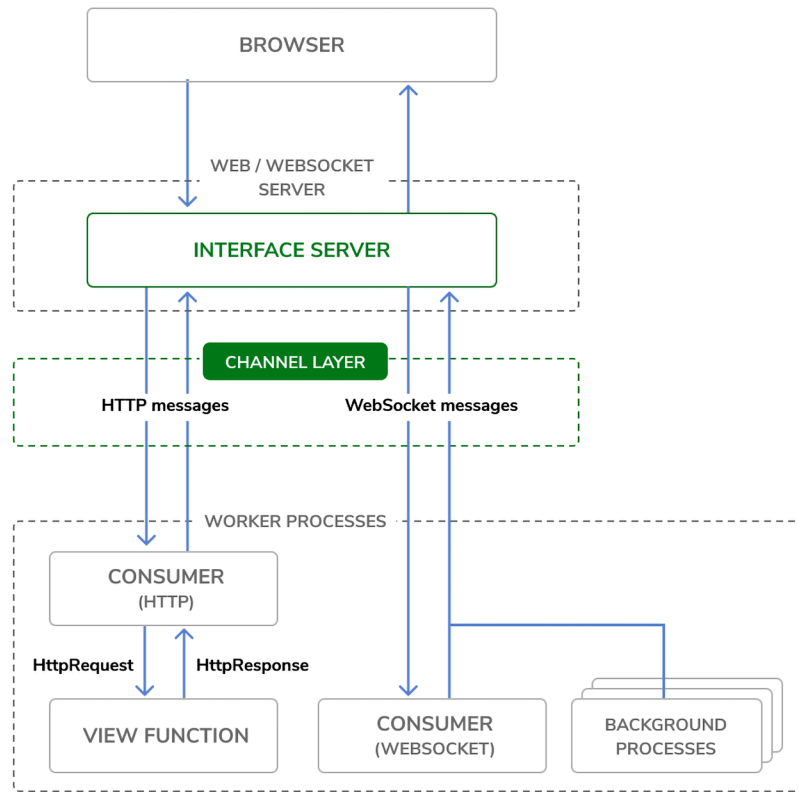 BROWSER
WEB / WEBSOCKET
SERVER
INTERFACE SERVER
CHANNEL LAYER
HTTP messages
WebSocket messages
WORKER PROCESSES
CONSUMER
(HTTP)
HttpRequest
HttpResponse
VIEW FUNCTION
CONSUMER
(WEBSOCKET)
BACKGROUND
PROCESSES